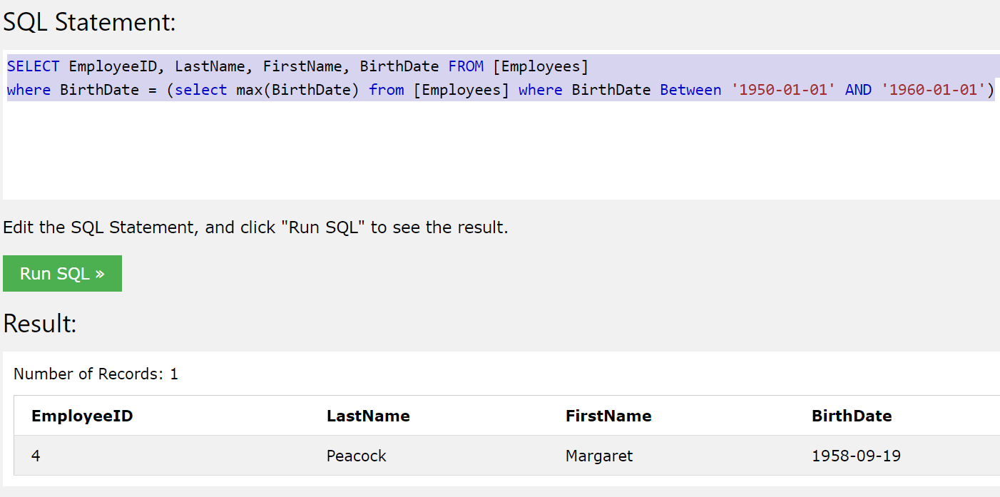 SQL Statement:
SELECT EmployeeID, LastName, FirstName, BirthDate FROM [Employees]
where BirthDate = (select max(BirthDate) from [Employees] where BirthDate Between '1950-01-01' AND '1960-01-01')
Edit the SQL Statement, and click "Run SQL" to see the result.
Run SQL »
Result:
Number of Records: 1
EmployeeID LastName FirstName BirthDate
4 Peacock Margaret 1958-09-19